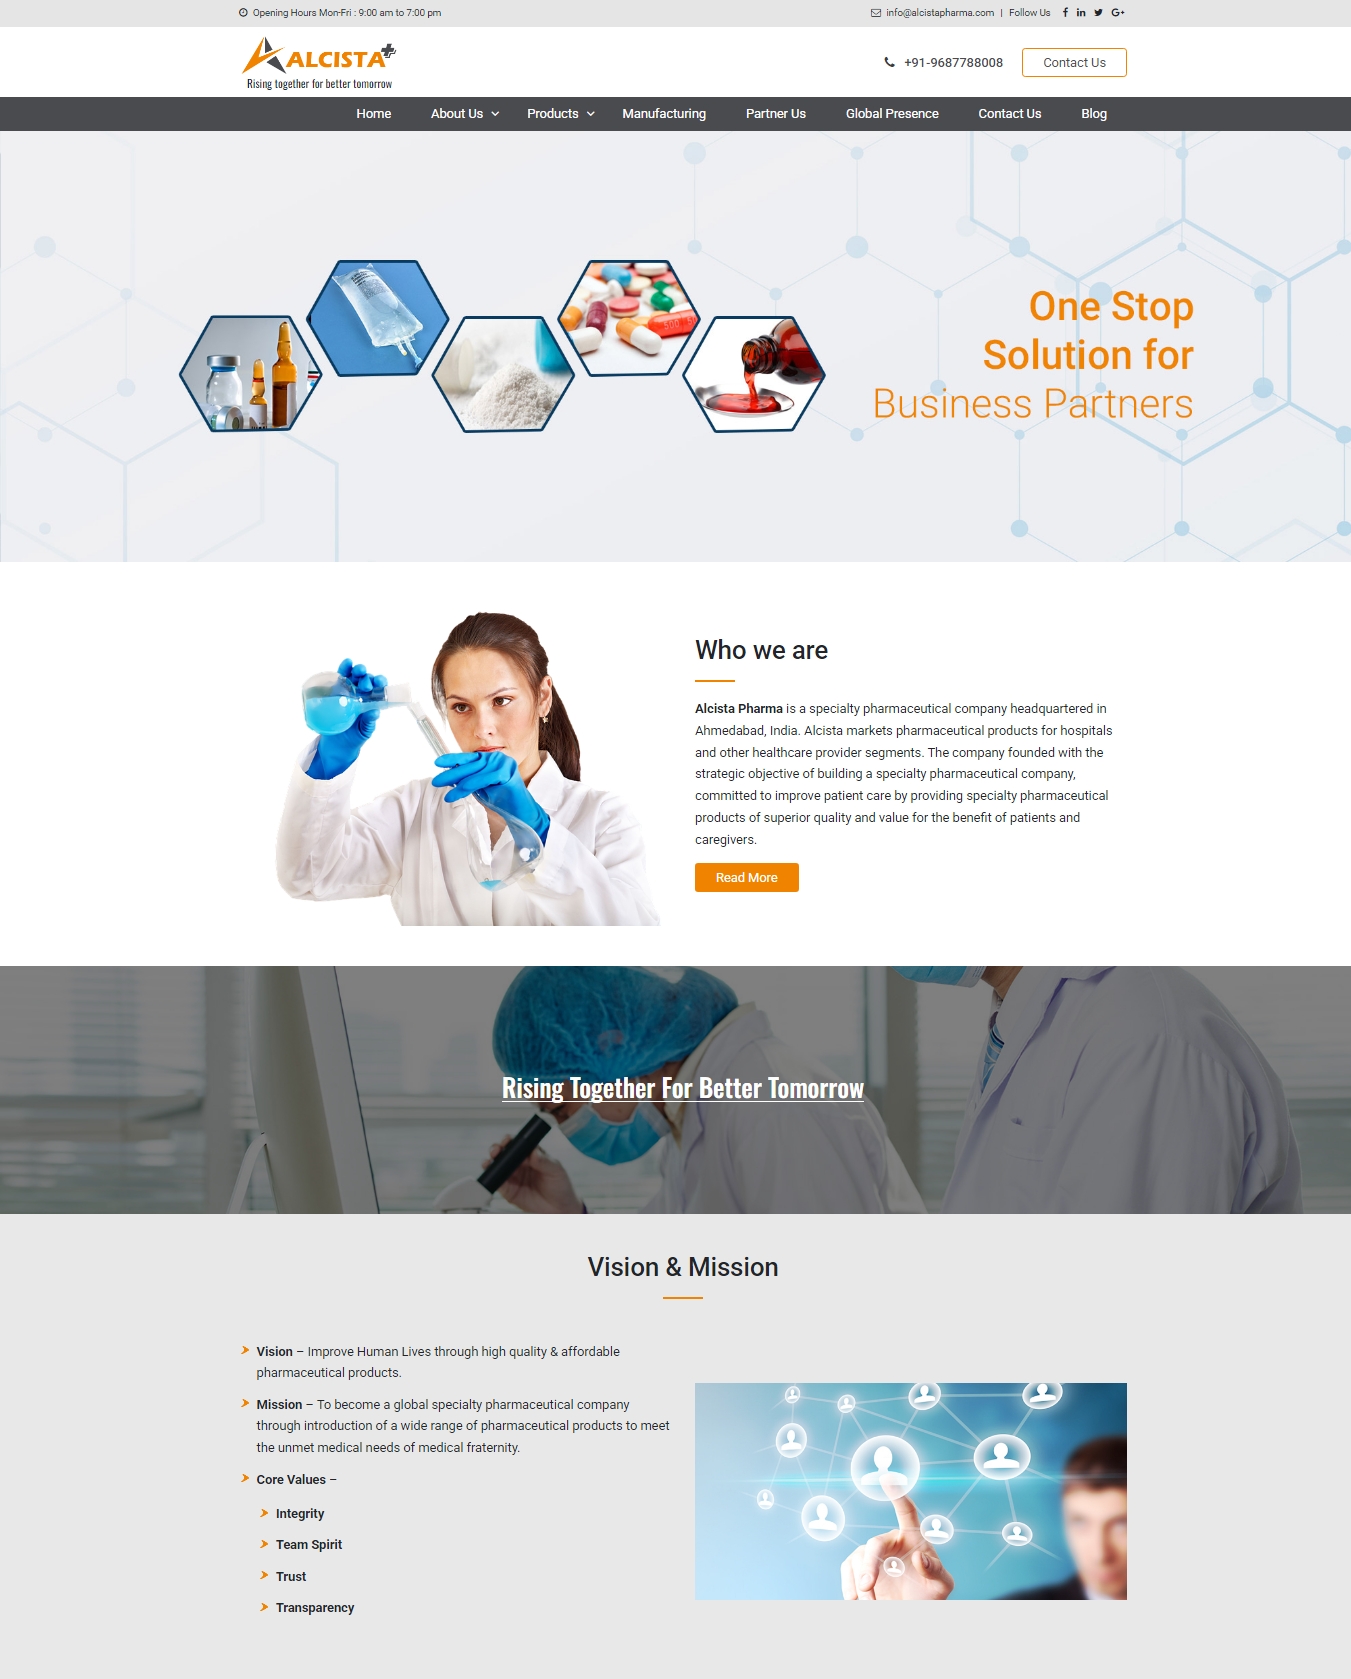 Opening Hours Mon-Fri : 9:00 am to 7:00 pm
info@alcistapharma.com | Follow Us
ALCISTA
Rising together for better tomorrow
+91-9687788008
Contact Us
Home About Us Products Manufacturing Partner Us Global Presence Contact Us Blog
One Stop
Solution for
Business Partners
Who we are
Alcista Pharma is a specialty pharmaceutical company headquartered in
Ahmedabad, India. Alcista markets pharmaceutical products for hospitals
and other healthcare provider segments. The company founded with the
strategic objective of building a specialty pharmaceutical company,
committed to improve patient care by providing specialty pharmaceutical
products of superior quality and value for the benefit of patients and
caregivers.
Read More
Rising Together For Better Tomorrow
Vision & Mission
Vision – Improve Human Lives through high quality & affordable
pharmaceutical products.
Mission – To become a global specialty pharmaceutical company
through introduction of a wide range of pharmaceutical products to meet
the unmet medical needs of medical fraternity.
Core Values –
Integrity
Team Spirit
Trust
Transparency